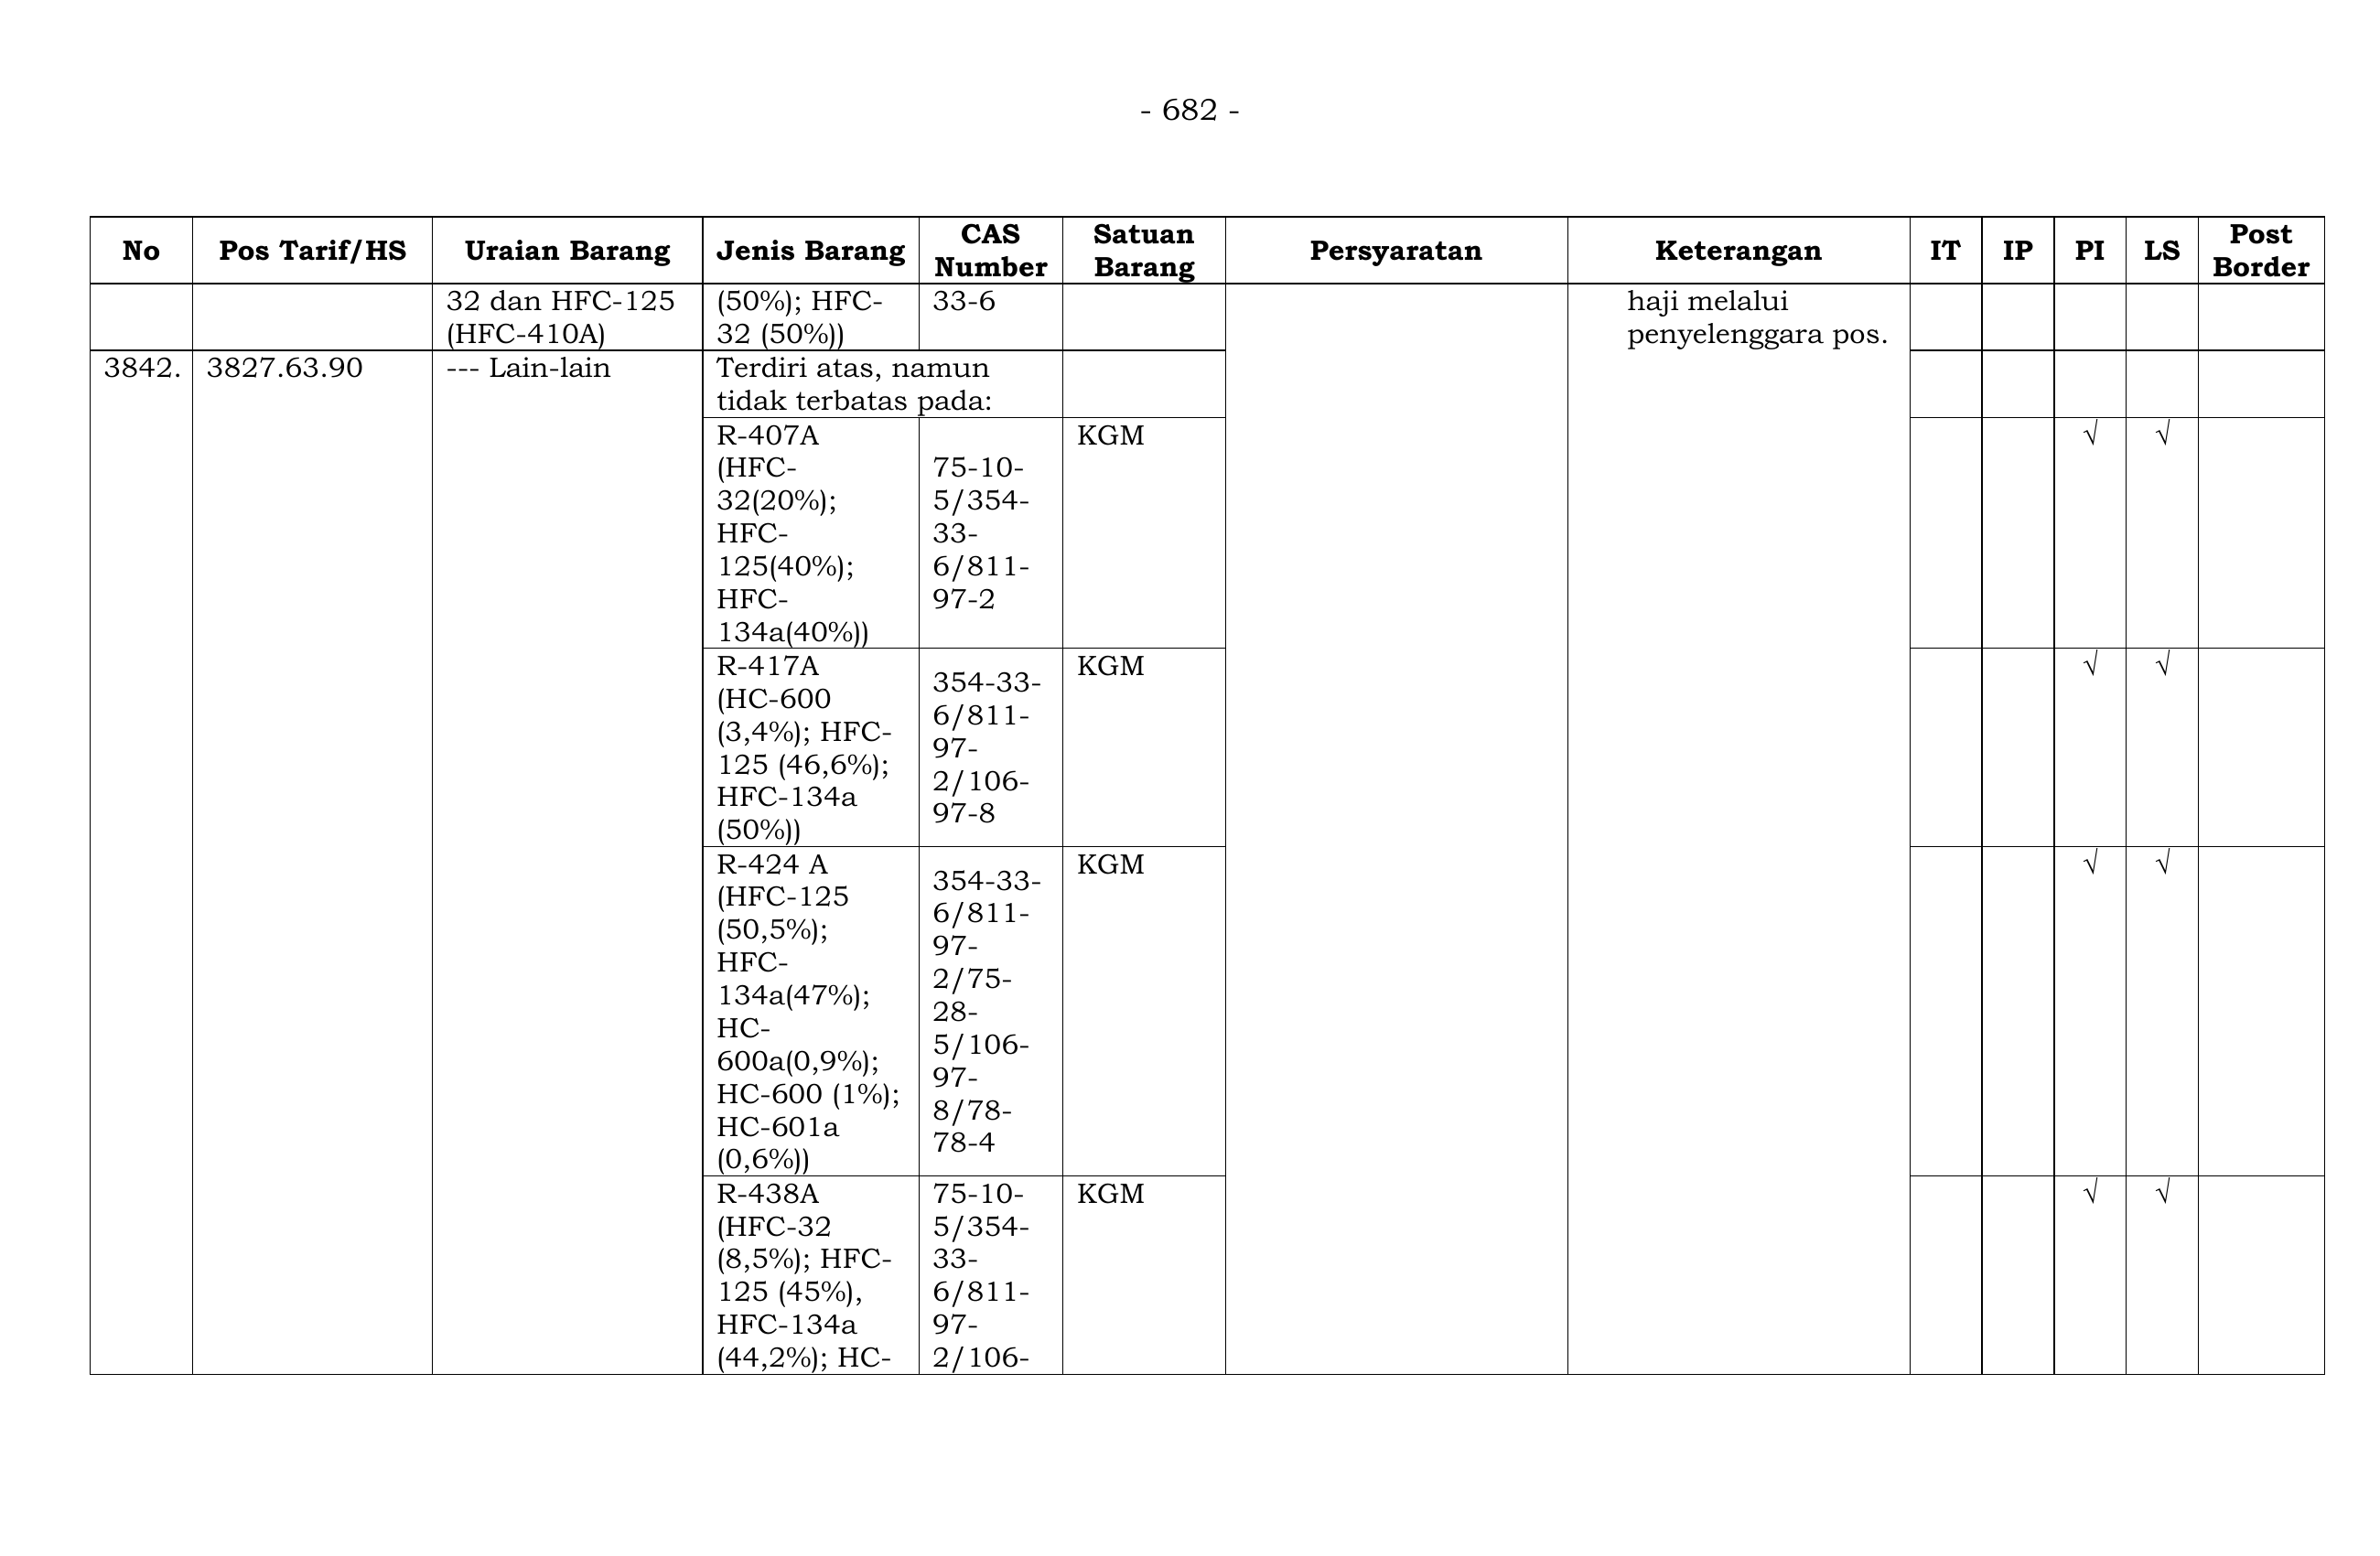 - 682 -
No
Pos Tarif/HS
Uraian Barang
Jenis Barang
CAS
Number
Satuan
Barang
Persyaratan
Keterangan
IT
IP
PI
LS
Post
Border
32 dan HFC-125
(HFC-410A)
(50%); HFC-
32 (50%))
33-6
haji melalui
penyelenggara pos.
3842.
3827.63.90
--- Lain-lain
Terdiri atas, namun
tidak terbatas pada:
R-407A
(HFC-
32(20%);
HFC-
125(40%);
HFC-
134a(40%))
75-10-
5/354-
33-
6/811-
97-2
KGM
√
√
R-417A
(HC-600
(3,4%); HFC-
125 (46,6%);
HFC-134a
(50%))
354-33-
6/811-
97-
2/106-
97-8
KGM
√
√
R-424 A
(HFC-125
(50,5%);
HFC-
134a(47%);
HC-
600a(0,9%);
HC-600 (1%);
HC-601a
(0,6%))
354-33-
6/811-
97-
2/75-
28-
5/106-
97-
8/78-
78-4
KGM
√
√
R-438A
(HFC-32
(8,5%); HFC-
125 (45%),
HFC-134a
(44,2%); HC-
75-10-
5/354-
33-
6/811-
97-
2/106-
KGM
√
√